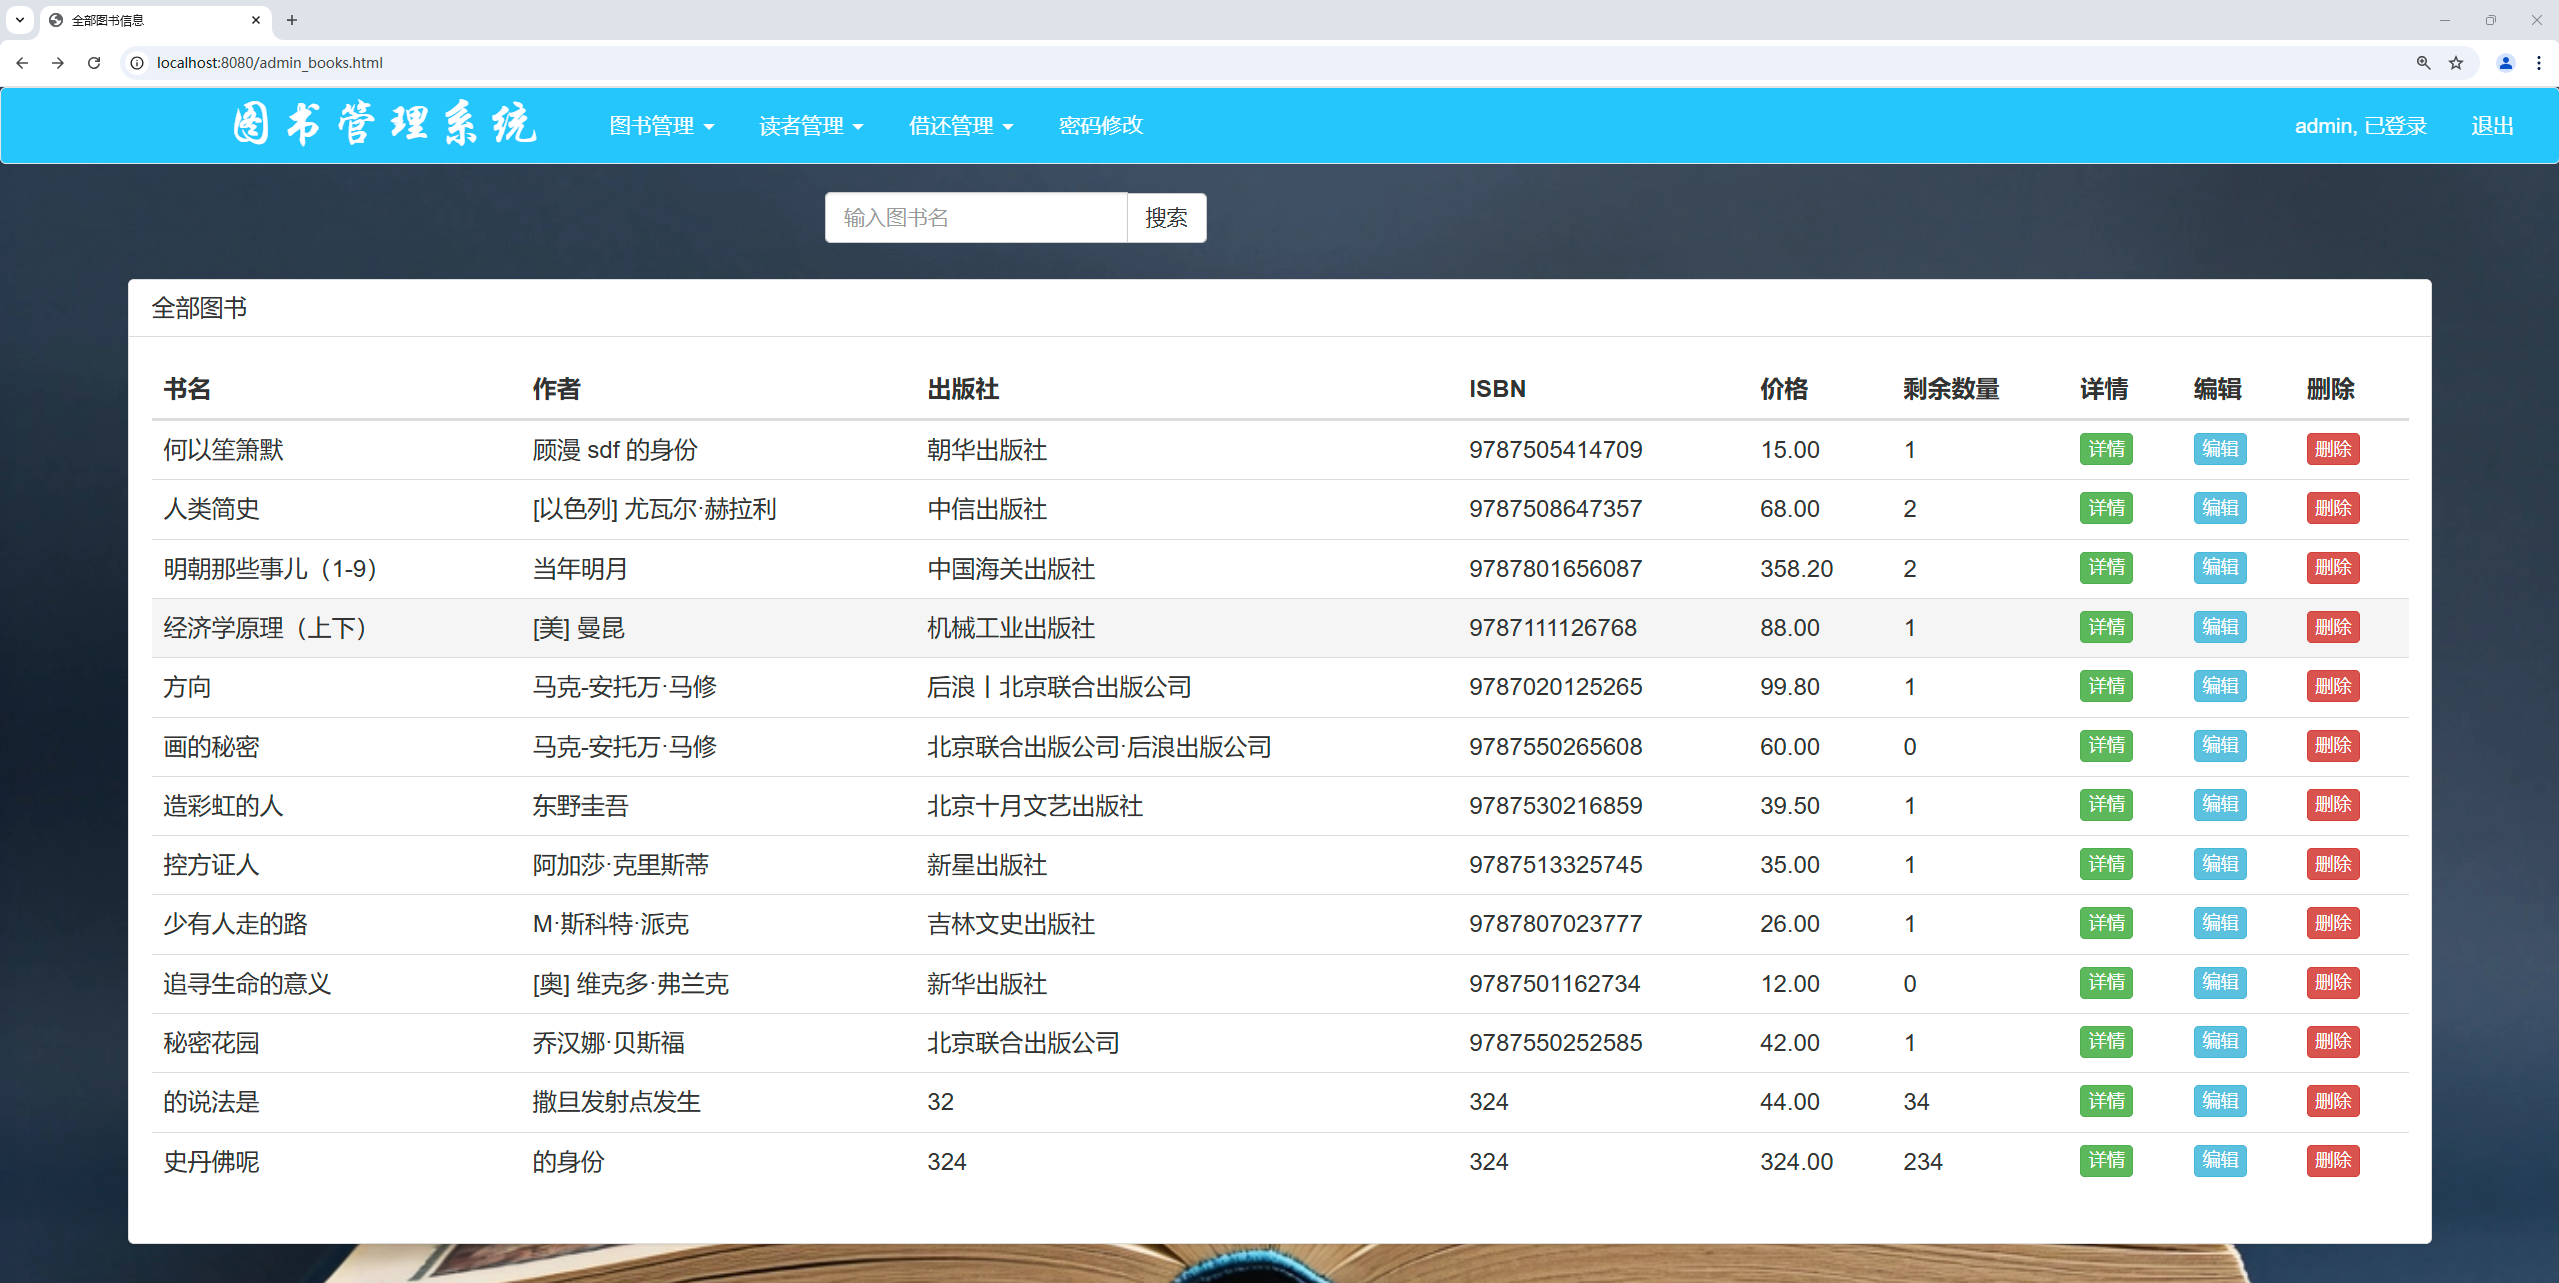 全部图书信息
localhost:8080/admin_books.html
图书管理系统 图书管理 读者管理 借还管理 密码修改 admin, 已登录 退出
输入图书名 搜索
全部图书
书名 作者 出版社 ISBN 价格 剩余数量 详情 编辑 删除
何以笙箫默 顾漫 sdf 的身份 朝华出版社 9787505414709 15.00 1 详情 编辑 删除
人类简史 [以色列] 尤瓦尔·赫拉利 中信出版社 9787508647357 68.00 2 详情 编辑 删除
明朝那些事儿（1-9） 当年明月 中国海关出版社 9787801656087 358.20 2 详情 编辑 删除
经济学原理（上下） [美] 曼昆 机械工业出版社 9787111126768 88.00 1 详情 编辑 删除
方向 马克-安托万·马修 后浪丨北京联合出版公司 9787020125265 99.80 1 详情 编辑 删除
画的秘密 马克-安托万·马修 北京联合出版公司·后浪出版公司 9787550265608 60.00 0 详情 编辑 删除
造彩虹的人 东野圭吾 北京十月文艺出版社 9787530216859 39.50 1 详情 编辑 删除
控方证人 阿加莎·克里斯蒂 新星出版社 9787513325745 35.00 1 详情 编辑 删除
少有人走的路 M·斯科特·派克 吉林文史出版社 9787807023777 26.00 1 详情 编辑 删除
追寻生命的意义 [奥] 维克多·弗兰克 新华出版社 9787501162734 12.00 0 详情 编辑 删除
秘密花园 乔汉娜·贝斯福 北京联合出版公司 9787550252585 42.00 1 详情 编辑 删除
的说法是 撒旦发射点发生 32 324 44.00 34 详情 编辑 删除
史丹佛呢 的身份 324 324 324.00 234 详情 编辑 删除